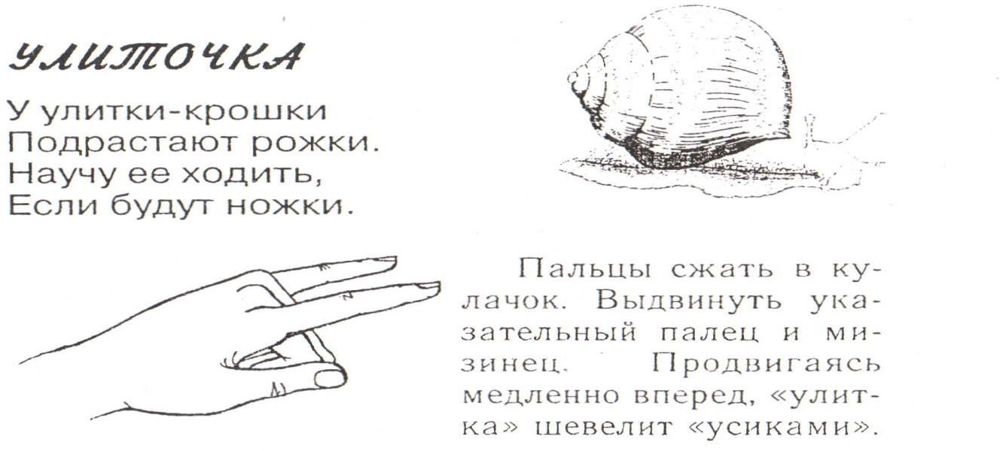 УЛИТОЧКА
У улитки-крошки
Подрастают рожки.
Научу ее ходить,
Если будут ножки.
Пальцы сжать в ку-
лачок. Выдвинуть ука-
зательный палец и ми-
зинец. Продвигаясь
медленно вперед, «улит-
ка» шевелит «усиками».